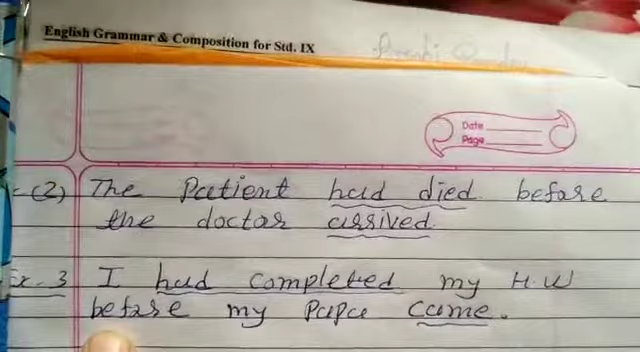 English Grammar & Composition for Std. IX
Date
Page
(2) The Patient had died before
the doctor arrived.
Ex. 3 I had completed my H.W
before my Papa came.